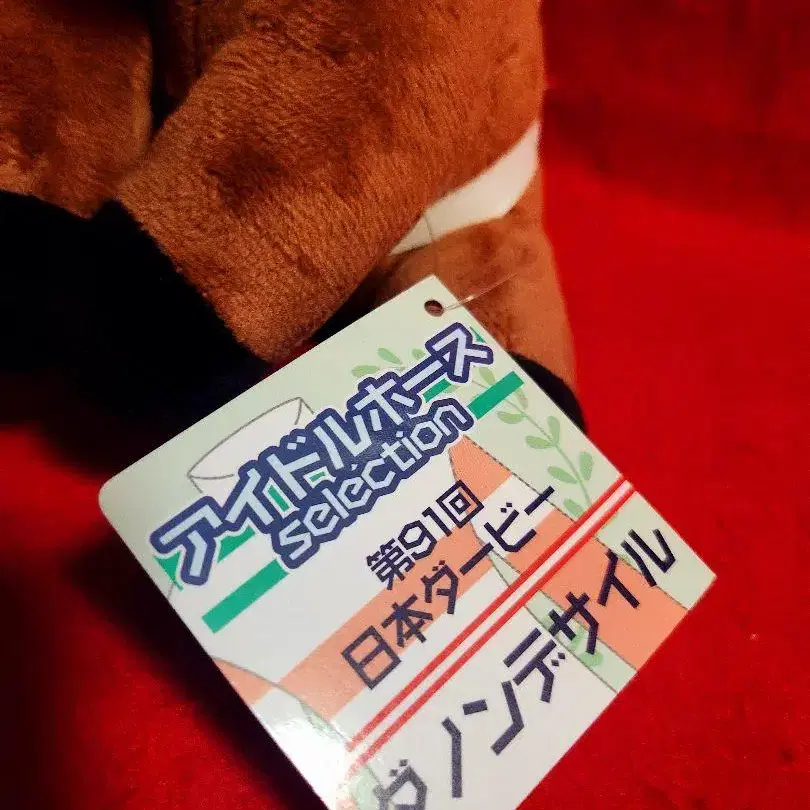 アイドルホース
selection
第91回
日本ダービー
ダノンデサイル